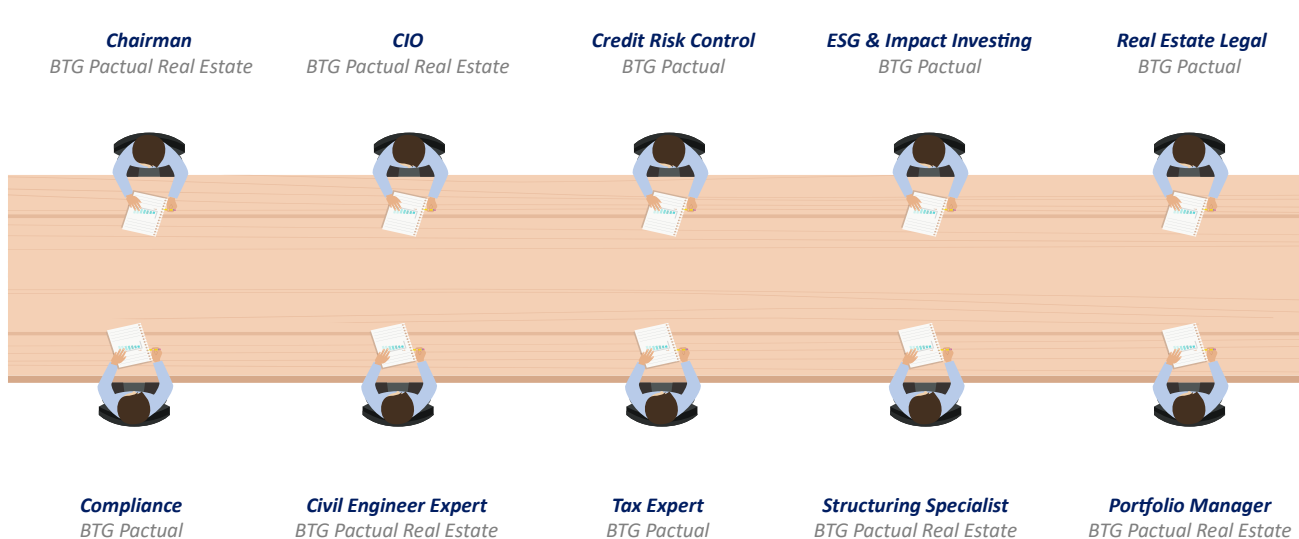 Chairman
BTG Pactual Real Estate
CIO
BTG Pactual Real Estate
Credit Risk Control
BTG Pactual
ESG & Impact Investing
BTG Pactual
Real Estate Legal
BTG Pactual
Compliance
BTG Pactual
Civil Engineer Expert
BTG Pactual Real Estate
Tax Expert
BTG Pactual
Structuring Specialist
BTG Pactual Real Estate
Portfolio Manager
BTG Pactual Real Estate